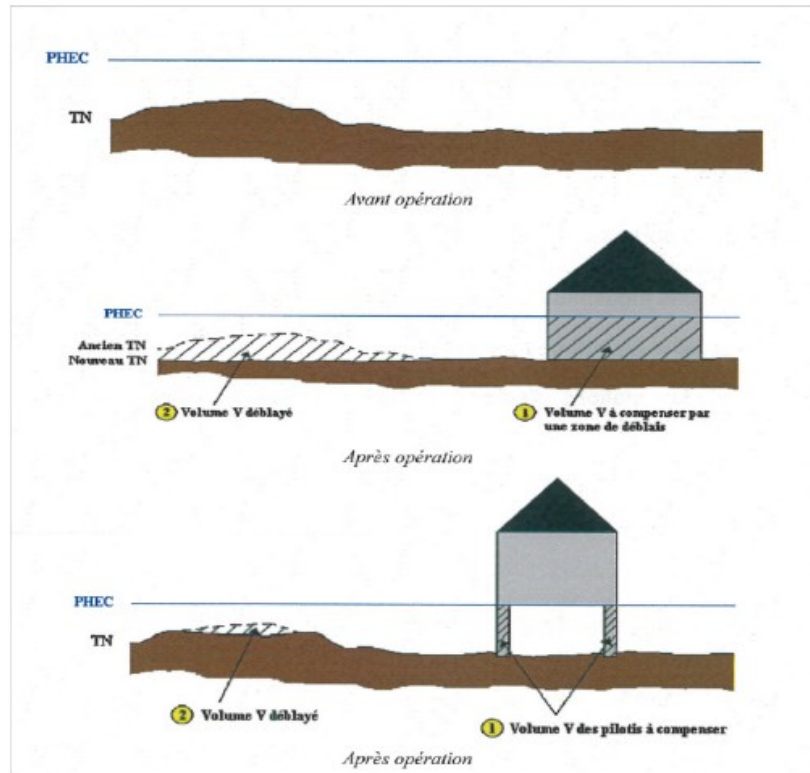 PHEC
TN
Avant opération
PHEC
Ancien TN
Nouveau TN
2 Volume V déblayé
1 Volume V à compenser par
une zone de déblais
Après opération
PHEC
TN
2 Volume V déblayé
1 Volume V des pilotis à compenser
Après opération